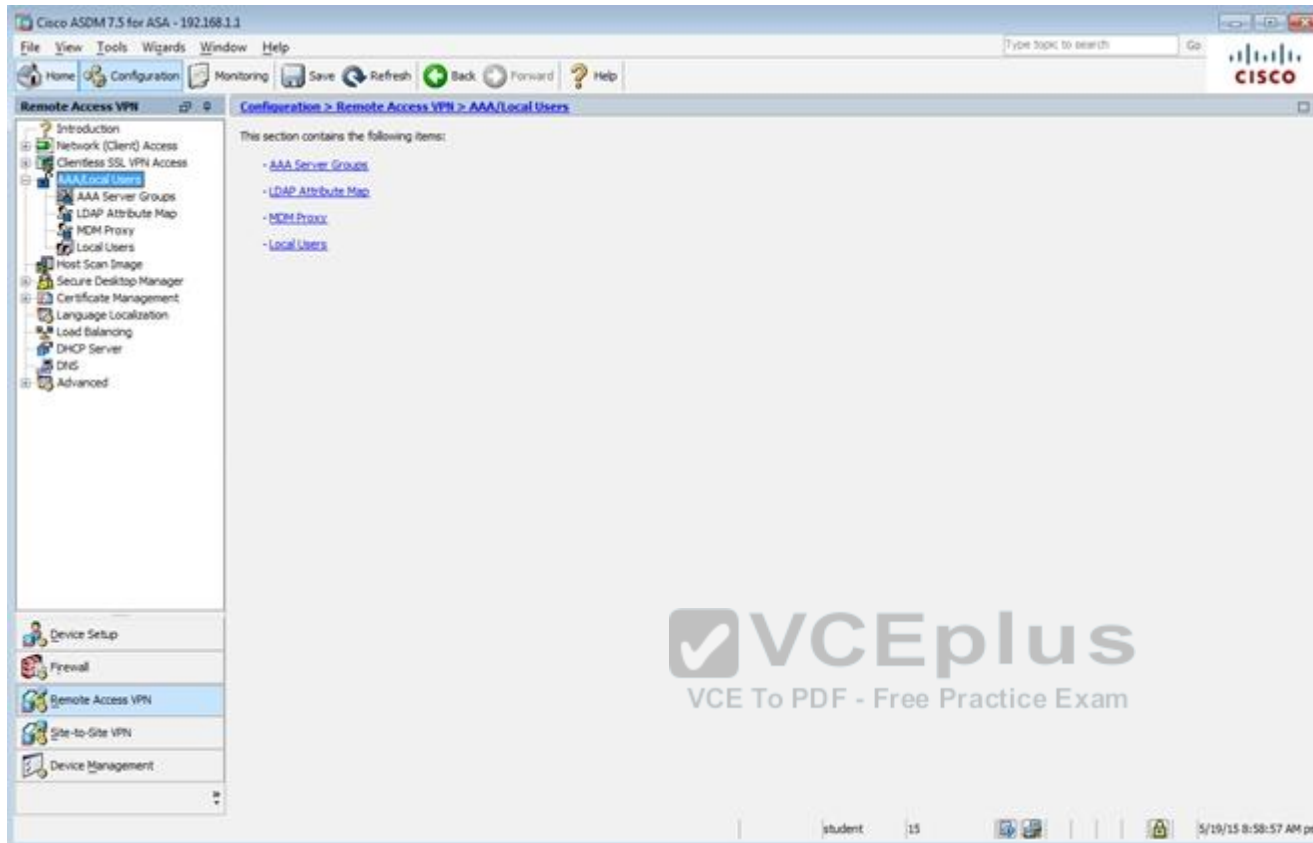 Cisco ASDM 7.5 for ASA - 192.168.1.1
File View Tools Wizards Window Help
Type topic to search Go
CISCO
Home Configuration Monitoring Save Refresh Back Forward Help
Remote Access VPN
Configuration > Remote Access VPN > AAA/Local Users
Introduction
Network (Client) Access
Clientless SSL VPN Access
AAA/Local Users
AAA Server Groups
LDAP Attribute Map
MDM Proxy
Local Users
Host Scan Image
Secure Desktop Manager
Certificate Management
Language Localization
Load Balancing
DHCP Server
DNS
Advanced
This section contains the following items:
- AAA Server Groups
- LDAP Attribute Map
- MDM Proxy
- Local Users
Device Setup
Firewall
Remote Access VPN
Site-to-Site VPN
Device Management
VCEplus
VCE To PDF - Free Practice Exam
student 15 5/19/15 8:58:57 AM